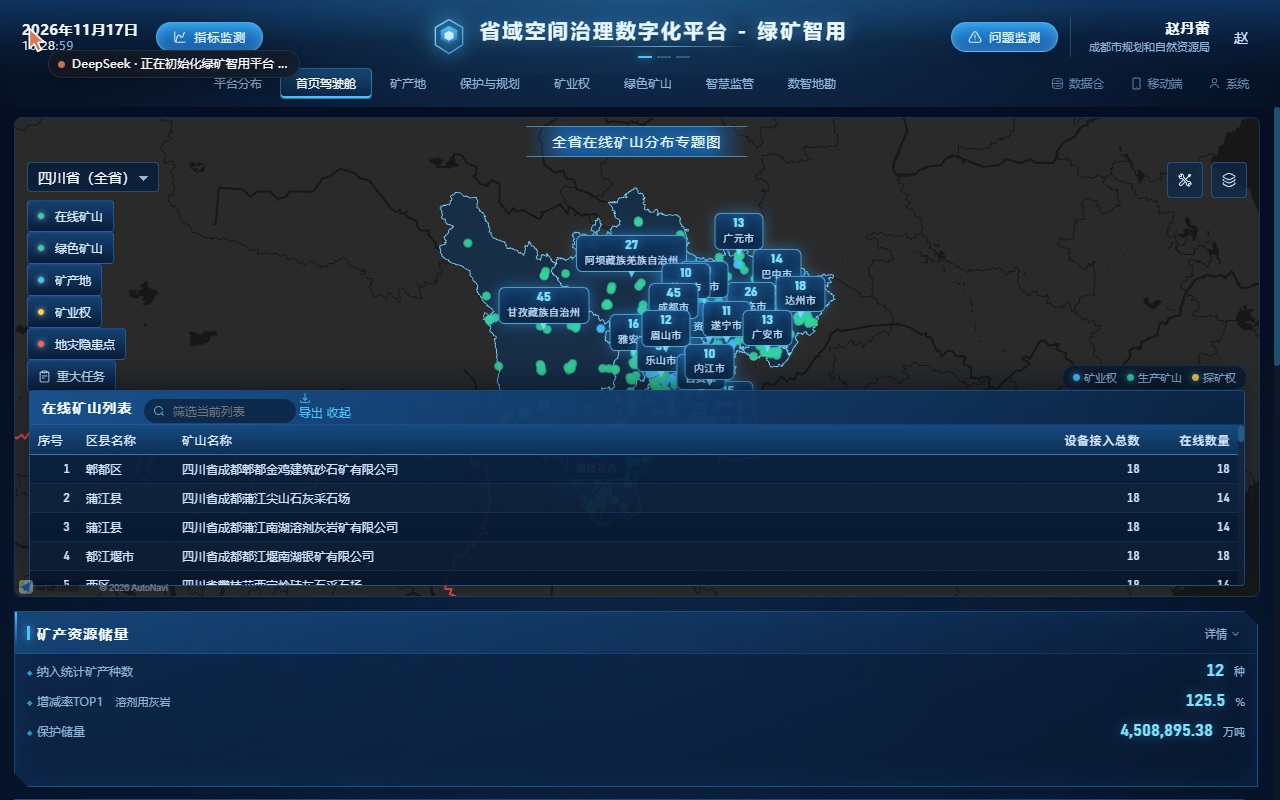 2026年11月17日
:28:59
指标监测
省域空间治理数字化平台 - 绿矿智用
问题监测
赵丹蕾
成都市规划和自然资源局
赵
DeepSeek · 正在初始化绿矿智用平台 ...
平台分布
首页驾驶舱
矿产地
保护与规划
矿业权
绿色矿山
智慧监管
数智地勘
数据仓
移动端
系统
全省在线矿山分布专题图
四川省（全省）
在线矿山
绿色矿山
矿产地
矿业权
地灾隐患点
重大任务
13
广元市
27
阿坝藏族羌族自治州
14
巴中市
10
市
市
45
甘孜藏族自治州
45
成都市
26
市
18
达州市
16
雅安
12
眉山市
资
11
遂宁市
13
广安市
乐山市
10
内江市
矿业权
生产矿山
探矿权
在线矿山列表
筛选当前列表
导出 收起
序号 区县名称 矿山名称 设备接入总数 在线数量
1 郫都区 四川省成都郫都金鸡建筑砂石矿有限公司 18 18
2 蒲江县 四川省成都蒲江尖山石灰采石场 18 14
3 蒲江县 四川省成都蒲江南湖溶剂灰岩矿有限公司 18 14
4 都江堰市 四川省成都都江堰南湖银矿有限公司 18 18
5 西区 18 14
© 2026 AutoNavi
矿产资源储量
详情
纳入统计矿产种数 12 种
增减率TOP1 溶剂用灰岩 125.5 %
保护储量 4,508,895.38 万吨